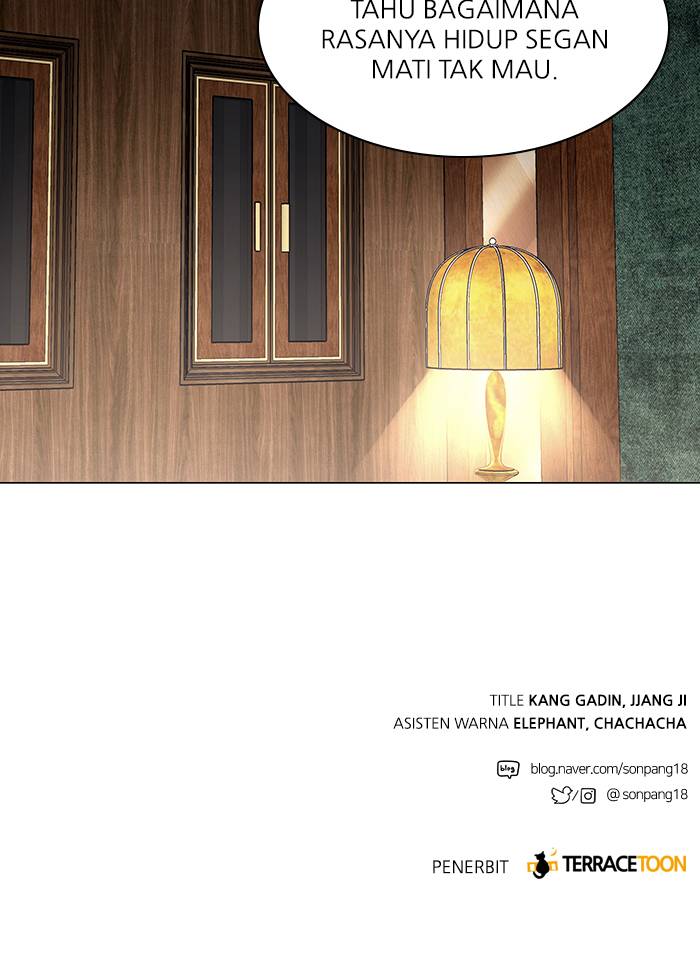 TAHU BAGAIMANA
RASANYA HIDUP SEGAN
MATI TAK MAU.
TITLE KANG GADIN, JJANG JI
ASISTEN WARNA ELEPHANT, CHACHACHA
blog blog.naver.com/sonpang18
/ @sonpang18
PENERBIT TERRACETOON